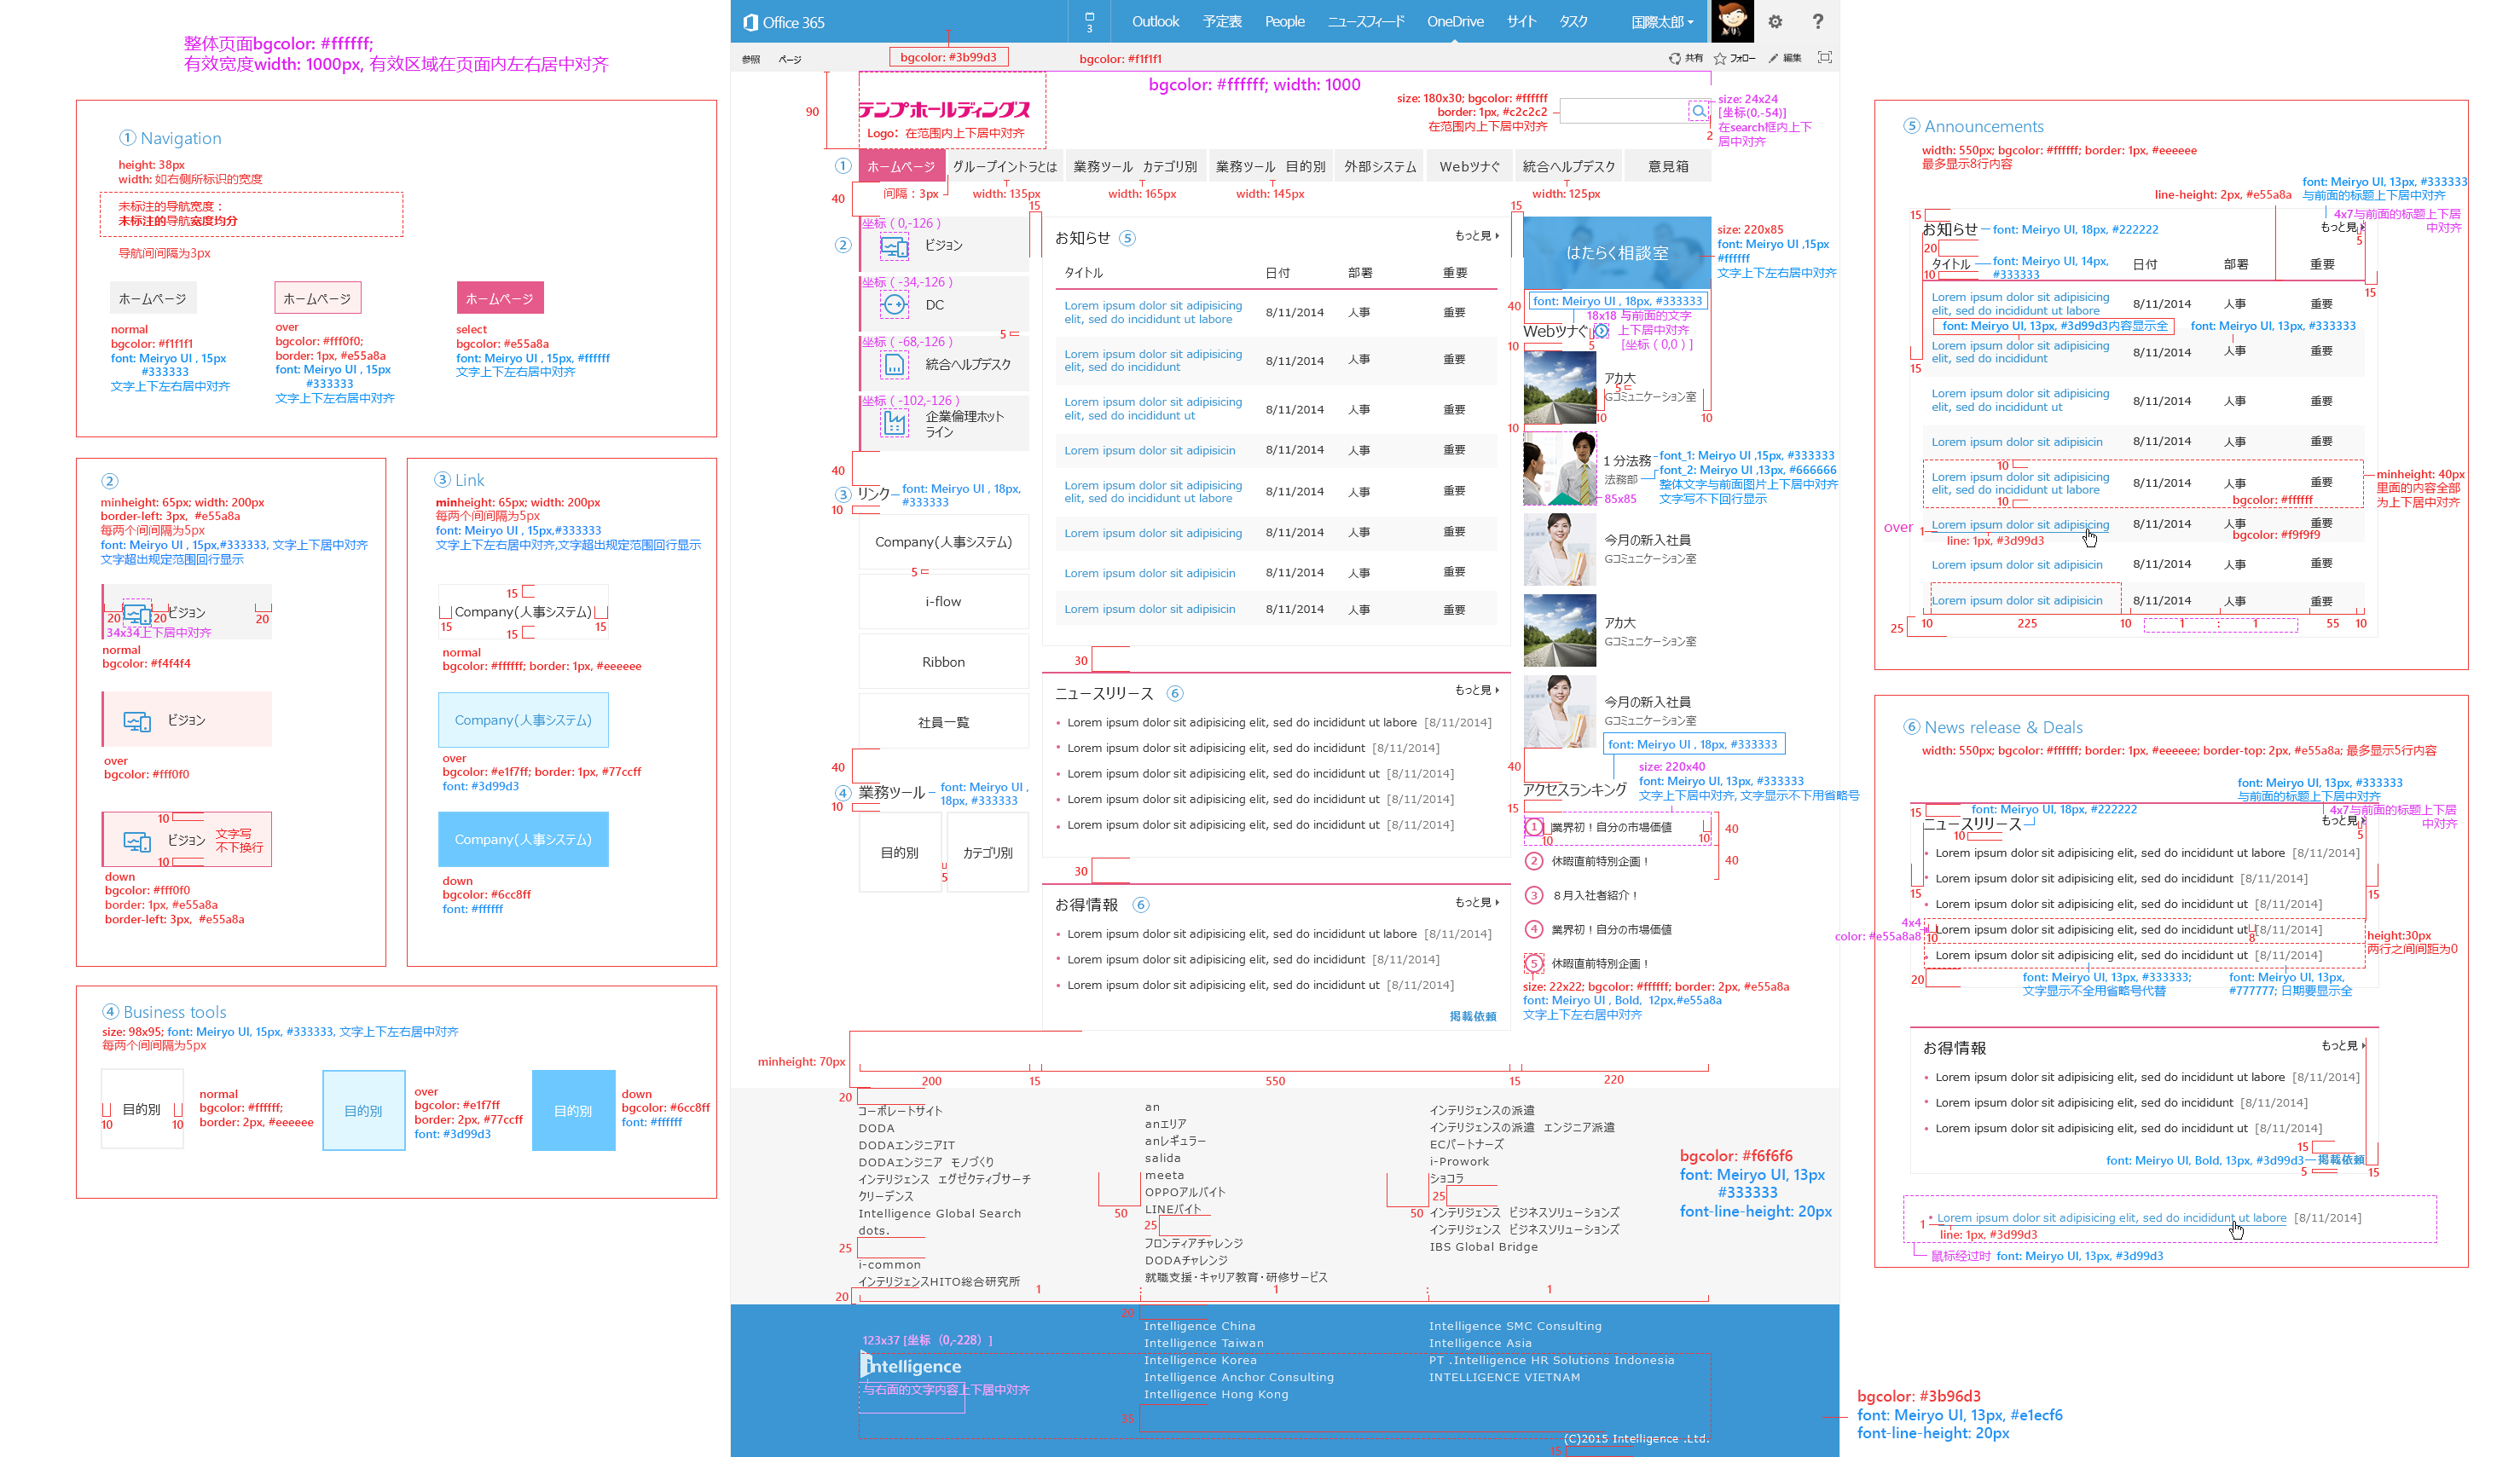 整体页面bgcolor: #ffffff;
有效宽度width: 1000px, 有效区域在页面内左右居中对齐
① Navigation
height: 38px
width: 如右侧所标识的宽度
未标注的导航宽度：
未标注的导航宽度均分
导航间间隔为3px
ホームページ
ホームページ
ホームページ
normal
bgcolor: #f1f1f1
font: Meiryo UI , 15px
#333333
文字上下左右居中对齐
over
bgcolor: #fff0f0;
border: 1px, #e55a8a
font: Meiryo UI , 15px
#333333
文字上下左右居中对齐
select
bgcolor: #e55a8a
font: Meiryo UI , 15px, #ffffff
文字上下左右居中对齐
②
minheight: 65px; width: 200px
border-left: 3px, #e55a8a
每两个间间隔为5px
font: Meiryo UI , 15px,#333333, 文字上下居中对齐
文字超出规定范围回行显示
20
20
ビジョン
20
34x34上下居中对齐
normal
bgcolor: #f4f4f4
ビジョン
over
bgcolor: #fff0f0
10
ビジョン
文字写
不下换行
10
down
bgcolor: #fff0f0
border: 1px, #e55a8a
border-left: 3px, #e55a8a
③ Link
minheight: 65px; width: 200px
每两个间间隔为5px
font: Meiryo UI , 15px,#333333
文字上下左右居中对齐,文字超出规定范围回行显示
15
Company(人事システム)
15
15
15
normal
bgcolor: #ffffff; border: 1px, #eeeeee
Company(人事システム)
over
bgcolor: #e1f7ff; border: 1px, #77ccff
font: #3d99d3
Company(人事システム)
down
bgcolor: #6cc8ff
font: #ffffff
④ Business tools
size: 98x95; font: Meiryo UI, 15px, #333333, 文字上下左右居中对齐
每两个间间隔为5px
目的別
10
10
normal
bgcolor: #ffffff;
border: 2px, #eeeeee
目的別
over
bgcolor: #e1f7ff
border: 2px, #77ccff
font: #3d99d3
目的別
down
bgcolor: #6cc8ff
font: #ffffff
Office 365
3
Outlook
予定表
People
ニュースフィード
OneDrive
サイト
タスク
国際太郎
?
参照
ページ
bgcolor: #3b99d3
bgcolor: #f1f1f1
共有
フォロー
編集
bgcolor: #ffffff; width: 1000
90
テンプホールディングス
Logo：在范围内上下居中对齐
size: 180x30; bgcolor: #ffffff
border: 1px, #c2c2c2
在范围内上下居中对齐
2
size: 24x24
[坐标(0,-54)]
在search框内上下
居中对齐
①
ホームページ
グループイントラとは
業務ツール カテゴリ別
業務ツール 目的別
外部システム
Webツナぐ
統合ヘルプデスク
意見箱
40
间隔：3px
width: 135px
width: 165px
width: 145px
width: 125px
15
15
②
坐标（0,-126）
ビジョン
坐标（-34,-126）
DC
5
坐标（-68,-126）
統合ヘルプデスク
坐标（-102,-126）
企業倫理ホット
ライン
40
③ リンク
font: Meiryo UI , 18px,
#333333
10
Company(人事システム)
5
i-flow
Ribbon
社員一覧
40
④ 業務ツール
font: Meiryo UI ,
18px, #333333
10
目的別
カテゴリ別
5
お知らせ ⑤
もっと見
タイトル
日付
部署
重要
Lorem ipsum dolor sit adipisicing
elit, sed do incididunt ut labore
8/11/2014
人事
重要
Lorem ipsum dolor sit adipisicing
elit, sed do incididunt
8/11/2014
人事
重要
Lorem ipsum dolor sit adipisicing
elit, sed do incididunt ut
8/11/2014
人事
重要
Lorem ipsum dolor sit adipisicin
8/11/2014
人事
重要
Lorem ipsum dolor sit adipisicing
elit, sed do incididunt ut labore
8/11/2014
人事
重要
Lorem ipsum dolor sit adipisicin
8/11/2014
人事
重要
Lorem ipsum dolor sit adipisicin
8/11/2014
人事
重要
Lorem ipsum dolor sit adipisicin
8/11/2014
人事
重要
30
ニュースリリース ⑥
もっと見
Lorem ipsum dolor sit adipisicing elit, sed do incididunt ut labore [8/11/2014]
Lorem ipsum dolor sit adipisicing elit, sed do incididunt [8/11/2014]
Lorem ipsum dolor sit adipisicing elit, sed do incididunt ut [8/11/2014]
Lorem ipsum dolor sit adipisicing elit, sed do incididunt ut [8/11/2014]
Lorem ipsum dolor sit adipisicing elit, sed do incididunt ut [8/11/2014]
30
お得情報 ⑥
もっと見
Lorem ipsum dolor sit adipisicing elit, sed do incididunt ut labore [8/11/2014]
Lorem ipsum dolor sit adipisicing elit, sed do incididunt [8/11/2014]
Lorem ipsum dolor sit adipisicing elit, sed do incididunt ut [8/11/2014]
掲載依頼
はたらく相談室
size: 220x85
font: Meiryo UI ,15px
#ffffff
文字上下左右居中对齐
40
font: Meiryo UI , 18px, #333333
18x18 与前面的文字
上下居中对齐
[坐标（0,0）]
Webツナぐ
5
10
アカ大
5
Gコミュニケーション室
10
10
10
１分法務
法務部
85x85
font_1: Meiryo UI ,15px, #333333
font_2: Meiryo UI ,13px, #666666
整体文字与前面图片上下居中对齐
文字写不下回行显示
今月の新入社員
Gコミュニケーション室
アカ大
Gコミュニケーション室
今月の新入社員
Gコミュニケーション室
font: Meiryo UI , 18px, #333333
40
size: 220x40
font: Meiryo UI, 13px, #333333
文字上下居中对齐, 文字显示不下用省略号
アクセスランキング
15
1 業界初！自分の市場価値
10
10
40
2 休暇直前特別企画！
40
3 ８月入社者紹介！
4 業界初！自分の市場価値
5 休暇直前特別企画！
size: 22x22; bgcolor: #ffffff; border: 2px, #e55a8a
font: Meiryo UI , Bold, 12px,#e55a8a
文字上下左右居中对齐
minheight: 70px
200
15
550
15
220
20
コーポレートサイト
DODA
DODAエンジニアIT
DODAエンジニア モノづくり
インテリジェンス エグゼクティブサーチ
クリーデンス
Intelligence Global Search
dots.
25
i-common
インテリジェンスHITO総合研究所
20
an
anエリア
anレギュラー
salida
meeta
OPPOアルバイト
LINEバイト
50
25
フロンティアチャレンジ
DODAチャレンジ
就職支援・キャリア教育・研修サービス
インテリジェンスの派遣
インテリジェンスの派遣 エンジニア派遣
ECパートナーズ
i-Prowork
ショコラ
25
50
インテリジェンス ビジネスソリューションズ
インテリジェンス ビジネスソリューションズ
IBS Global Bridge
1 : 1 : 1
bgcolor: #f6f6f6
font: Meiryo UI, 13px
#333333
font-line-height: 20px
20
123x37 [坐标（0,-228）]
intelligence
与右面的文字内容上下居中对齐
Intelligence China
Intelligence Taiwan
Intelligence Korea
Intelligence Anchor Consulting
Intelligence Hong Kong
35
Intelligence SMC Consulting
Intelligence Asia
PT .Intelligence HR Solutions Indonesia
INTELLIGENCE VIETNAM
(C)2015 Intelligence .Ltd.
15
bgcolor: #3b96d3
font: Meiryo UI, 13px, #e1ecf6
font-line-height: 20px
⑤ Announcements
width: 550px; bgcolor: #ffffff; border: 1px, #eeeeee
最多显示8行内容
line-height: 2px, #e55a8a
font: Meiryo UI, 13px, #333333
与前面的标题上下居中对齐
4x7与前面的标题上下居
中对齐
15
お知らせ
font: Meiryo UI, 18px, #222222
もっと見
5
20
タイトル
font: Meiryo UI, 14px,
#333333
日付
部署
重要
10
15
Lorem ipsum dolor sit adipisicing
elit, sed do incididunt ut labore
8/11/2014
人事
重要
font: Meiryo UI, 13px, #3d99d3内容显示全
font: Meiryo UI, 13px, #333333
Lorem ipsum dolor sit adipisicing
elit, sed do incididunt
8/11/2014
人事
重要
15
Lorem ipsum dolor sit adipisicing
elit, sed do incididunt ut
8/11/2014
人事
重要
Lorem ipsum dolor sit adipisicin
8/11/2014
人事
重要
10
Lorem ipsum dolor sit adipisicing
elit, sed do incididunt ut labore
8/11/2014
人事
重要
10
bgcolor: #ffffff
minheight: 40px
里面的内容全部
为上下居中对齐
over
1
Lorem ipsum dolor sit adipisicing
8/11/2014
人事
重要
line: 1px, #3d99d3
bgcolor: #f9f9f9
Lorem ipsum dolor sit adipisicin
8/11/2014
人事
重要
Lorem ipsum dolor sit adipisicin
8/11/2014
人事
重要
25
10
225
10
1 : 1
55
10
⑥ News release & Deals
width: 550px; bgcolor: #ffffff; border: 1px, #eeeeee; border-top: 2px, #e55a8a; 最多显示5行内容
font: Meiryo UI, 13px, #333333
与前面的标题上下居中对齐
4x7与前面的标题上下居
中对齐
15
font: Meiryo UI, 18px, #222222
ニュースリリース
もっと見
5
10
Lorem ipsum dolor sit adipisicing elit, sed do incididunt ut labore [8/11/2014]
Lorem ipsum dolor sit adipisicing elit, sed do incididunt [8/11/2014]
15
15
Lorem ipsum dolor sit adipisicing elit, sed do incididunt ut [8/11/2014]
4x4
color: #e55a8a8
10
Lorem ipsum dolor sit adipisicing elit, sed do incididunt ut [8/11/2014]
8
height:30px
两行之间间距为0
Lorem ipsum dolor sit adipisicing elit, sed do incididunt ut [8/11/2014]
20
font: Meiryo UI, 13px, #333333;
文字显示不全用省略号代替
font: Meiryo UI, 13px,
#777777; 日期要显示全
お得情報
もっと見
Lorem ipsum dolor sit adipisicing elit, sed do incididunt ut labore [8/11/2014]
Lorem ipsum dolor sit adipisicing elit, sed do incididunt [8/11/2014]
Lorem ipsum dolor sit adipisicing elit, sed do incididunt ut [8/11/2014]
15
font: Meiryo UI, Bold, 13px, #3d99d3
掲載依頼
5
15
Lorem ipsum dolor sit adipisicing elit, sed do incididunt ut labore [8/11/2014]
1
line: 1px, #3d99d3
鼠标经过时 font: Meiryo UI, 13px, #3d99d3